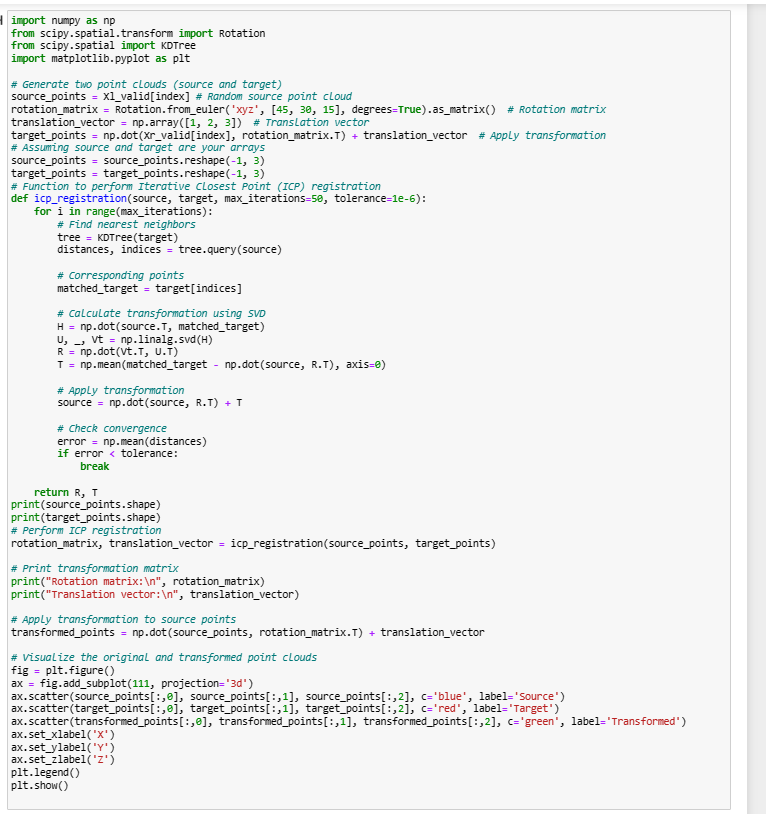 import numpy as np
from scipy.spatial.transform import Rotation
from scipy.spatial import KDTree
import matplotlib.pyplot as plt

# Generate two point clouds (source and target)
source_points = Xl_valid[index] # Random source point cloud
rotation_matrix = Rotation.from_euler('xyz', [45, 30, 15], degrees=True).as_matrix()  # Rotation matrix
translation_vector = np.array([1, 2, 3])  # Translation vector
target_points = np.dot(Xr_valid[index], rotation_matrix.T) + translation_vector  # Apply transformation
# Assuming source and target are your arrays
source_points = source_points.reshape(-1, 3)
target_points = target_points.reshape(-1, 3)
# Function to perform Iterative Closest Point (ICP) registration
def icp_registration(source, target, max_iterations=50, tolerance=1e-6):
    for i in range(max_iterations):
        # Find nearest neighbors
        tree = KDTree(target)
        distances, indices = tree.query(source)

        # Corresponding points
        matched_target = target[indices]

        # Calculate transformation using SVD
        H = np.dot(source.T, matched_target)
        U, _, Vt = np.linalg.svd(H)
        R = np.dot(Vt.T, U.T)
        T = np.mean(matched_target - np.dot(source, R.T), axis=0)

        # Apply transformation
        source = np.dot(source, R.T) + T

        # Check convergence
        error = np.mean(distances)
        if error < tolerance:
            break

    return R, T
print(source_points.shape)
print(target_points.shape)
# Perform ICP registration
rotation_matrix, translation_vector = icp_registration(source_points, target_points)

# Print transformation matrix
print("Rotation matrix:\n", rotation_matrix)
print("Translation vector:\n", translation_vector)

# Apply transformation to source points
transformed_points = np.dot(source_points, rotation_matrix.T) + translation_vector

# Visualize the original and transformed point clouds
fig = plt.figure()
ax = fig.add_subplot(111, projection='3d')
ax.scatter(source_points[:,0], source_points[:,1], source_points[:,2], c='blue', label='Source')
ax.scatter(target_points[:,0], target_points[:,1], target_points[:,2], c='red', label='Target')
ax.scatter(transformed_points[:,0], transformed_points[:,1], transformed_points[:,2], c='green', label='Transformed')
ax.set_xlabel('X')
ax.set_ylabel('Y')
ax.set_zlabel('Z')
plt.legend()
plt.show()